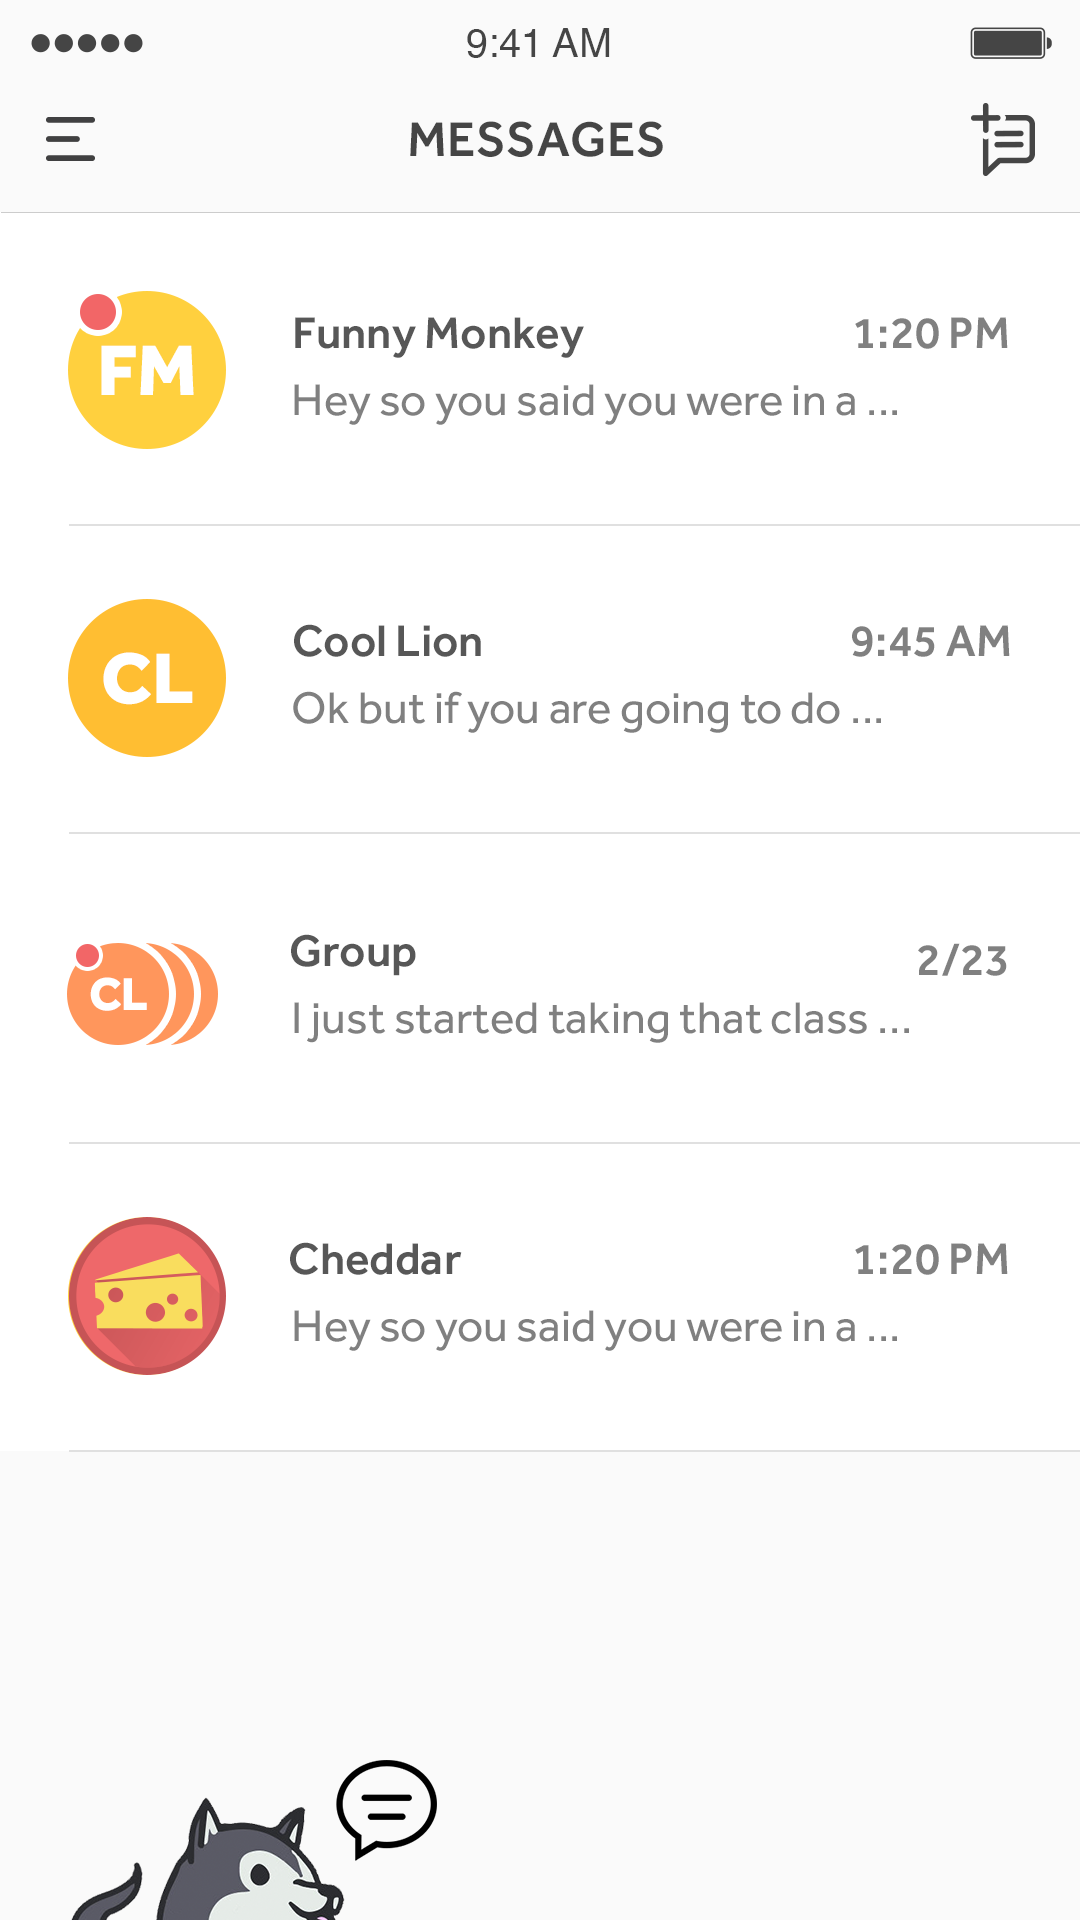 9:41 AM
MESSAGES
FM
Funny Monkey 1:20 PM
Hey so you said you were in a ...
CL
Cool Lion 9:45 AM
Ok but if you are going to do ...
CL
Group 2/23
I just started taking that class ...
Cheddar 1:20 PM
Hey so you said you were in a ...